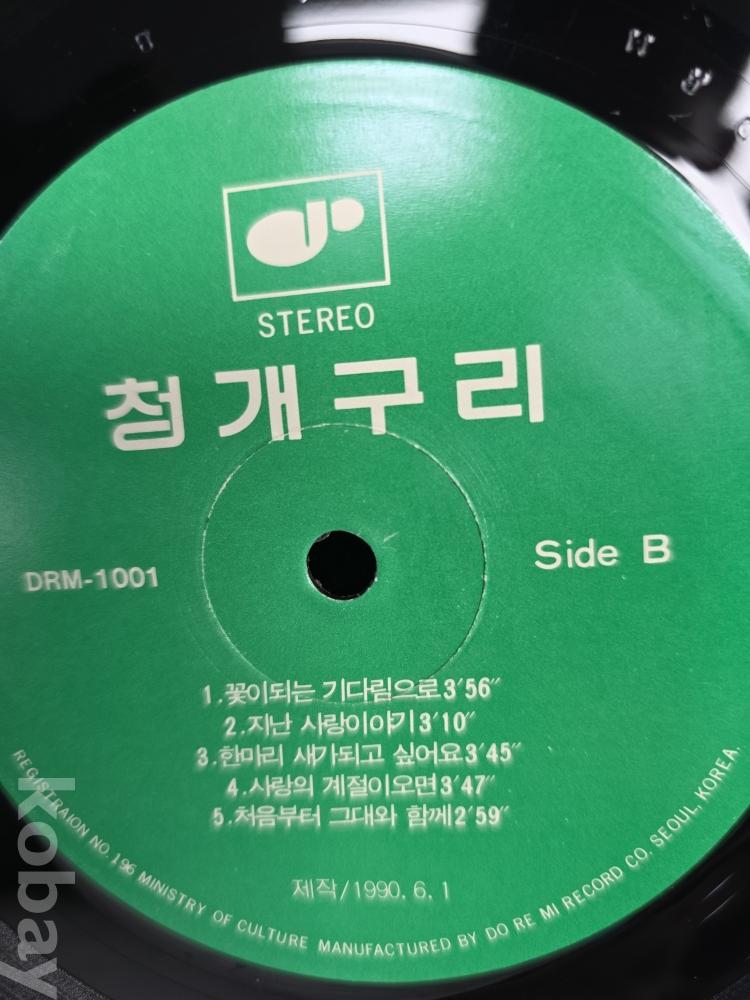 STEREO
청개구리
DRM-1001
Side B
1.꽃이되는 기다림으로3′56″
2.지난 사랑이야기3′10″
3.한마리 새가되고 싶어요3′45″
4.사랑의 계절이오면3′47″
5.처음부터 그대와 함께2′59″
제작/1990. 6. 1
REGISTRAION NO. 196 MINISTRY OF CULTURE MANUFACTURED BY DO RE MI RECORD CO. SEOUL, KOREA.
kobay